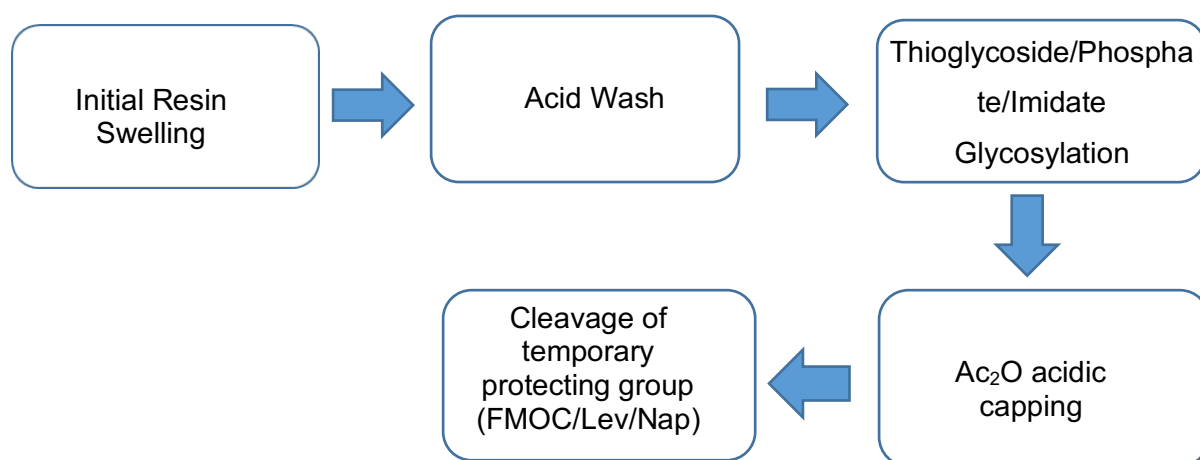 Initial Resin
Swelling
Acid Wash
Thioglycoside/Phospha
te/Imidate
Glycosylation
Ac₂O acidic
capping
Cleavage of
temporary
protecting group
(FMOC/Lev/Nap)